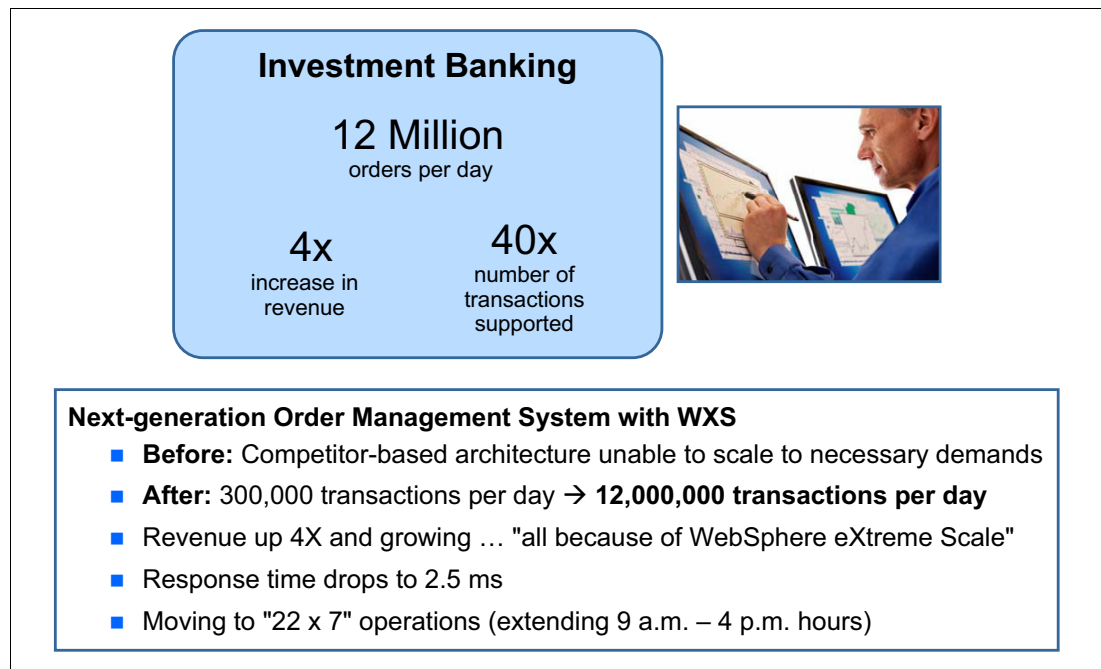 Investment Banking
12 Million
orders per day
4x
increase in
revenue
40x
number of
transactions
supported
Next-generation Order Management System with WXS
■ Before: Competitor-based architecture unable to scale to necessary demands
■ After: 300,000 transactions per day → 12,000,000 transactions per day
■ Revenue up 4X and growing … "all because of WebSphere eXtreme Scale"
■ Response time drops to 2.5 ms
■ Moving to "22 x 7" operations (extending 9 a.m. – 4 p.m. hours)